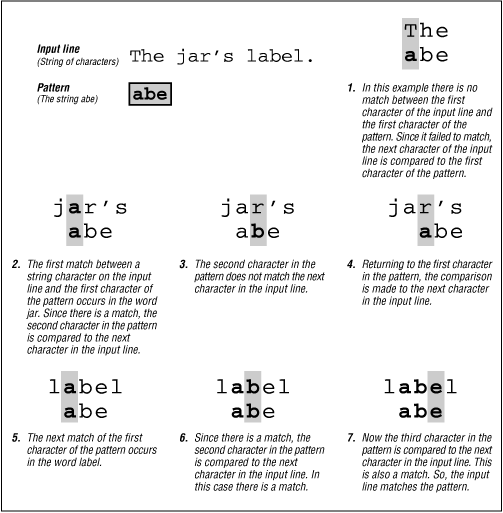 Input line
(String of characters)
The jar's label.
Pattern
(The string abe)
abe
The
abe
1. In this example there is no
match between the first
character of the input line and
the first character of the
pattern. Since it failed to match,
the next character of the input
line is compared to the first
character of the pattern.
jar's
abe
2. The first match between a
string character on the input
line and the first character of
the pattern occurs in the word
jar. Since there is a match, the
second character in the pattern
is compared to the next
character in the input line.
jar's
abe
3. The second character in the
pattern does not match the next
character in the input line.
jar's
abe
4. Returning to the first character
in the pattern, the comparison
is made to the next character
in the input line.
label
abe
5. The next match of the first
character of the pattern occurs
in the word label.
label
abe
6. Since there is a match, the
second character in the pattern
is compared to the next
character in the input line. In
this case there is a match.
label
abe
7. Now the third character in the
pattern is compared to the next
character in the input line. This
is also a match. So, the input
line matches the pattern.